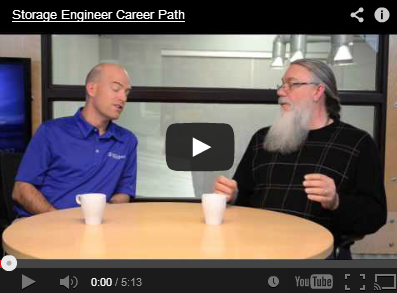 Storage Engineer Career Path
0:00 / 5:13
YouTube